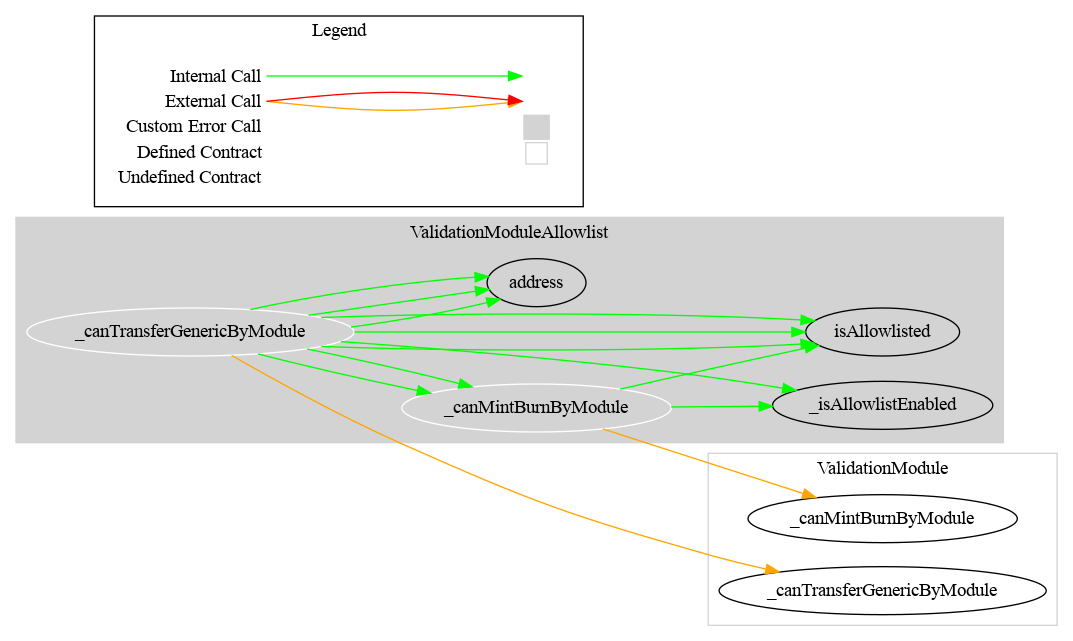 Legend
Internal Call
External Call
Custom Error Call
Defined Contract
Undefined Contract
ValidationModuleAllowlist
address
_canTransferGenericByModule
isAllowlisted
_canMintBurnByModule
_isAllowlistEnabled
ValidationModule
_canMintBurnByModule
_canTransferGenericByModule